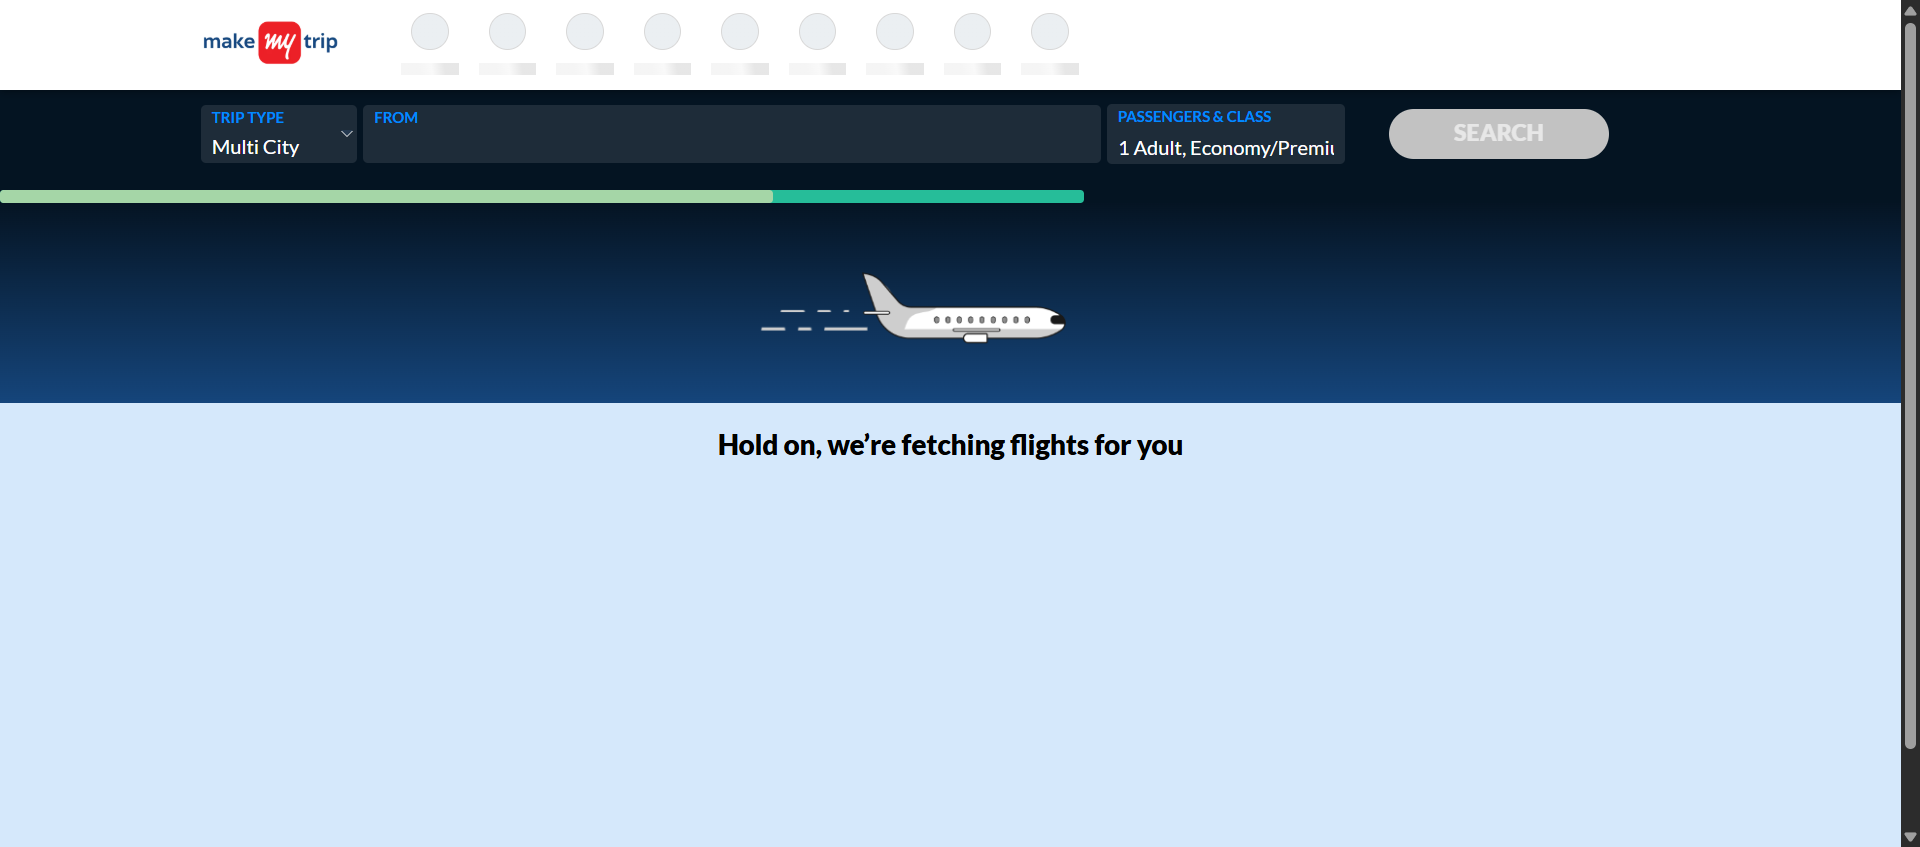 make my trip
TRIP TYPE
Multi City
FROM
PASSENGERS & CLASS
1 Adult, Economy/Premiu
SEARCH
Hold on, we’re fetching flights for you